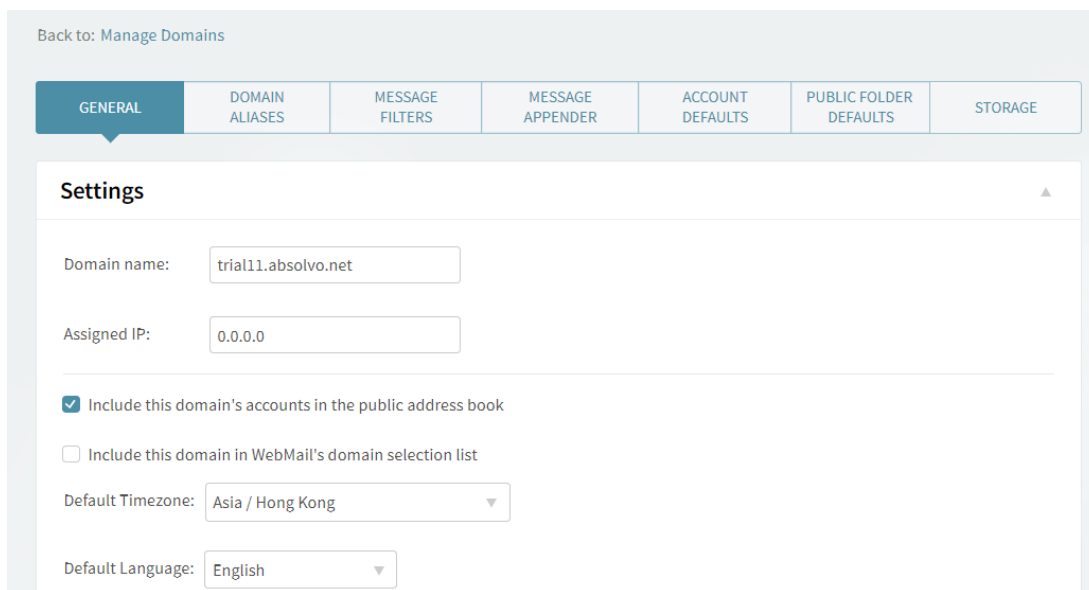 Back to: Manage Domains
GENERAL
DOMAIN
ALIASES
MESSAGE
FILTERS
MESSAGE
APPENDER
ACCOUNT
DEFAULTS
PUBLIC FOLDER
DEFAULTS
STORAGE
Settings
Domain name: trial11.absolvo.net
Assigned IP: 0.0.0.0
Include this domain's accounts in the public address book
Include this domain in WebMail's domain selection list
Default Timezone: Asia / Hong Kong
Default Language: English